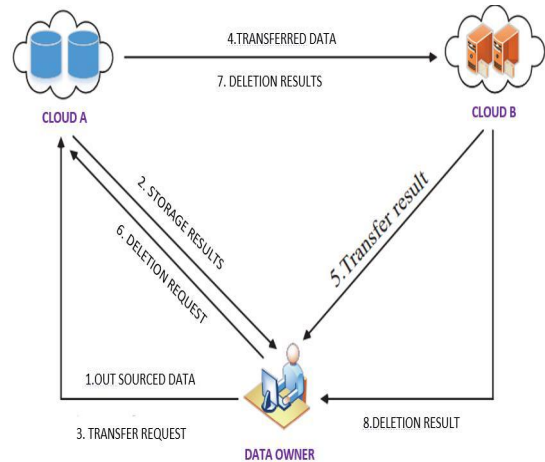 4.TRANSFERRED DATA
7. DELETION RESULTS
CLOUD A
CLOUD B
2. STORAGE RESULTS
6. DELETION REQUEST
5.Transfer result
1.OUT SOURCED DATA
3. TRANSFER REQUEST
8.DELETION RESULT
DATA OWNER